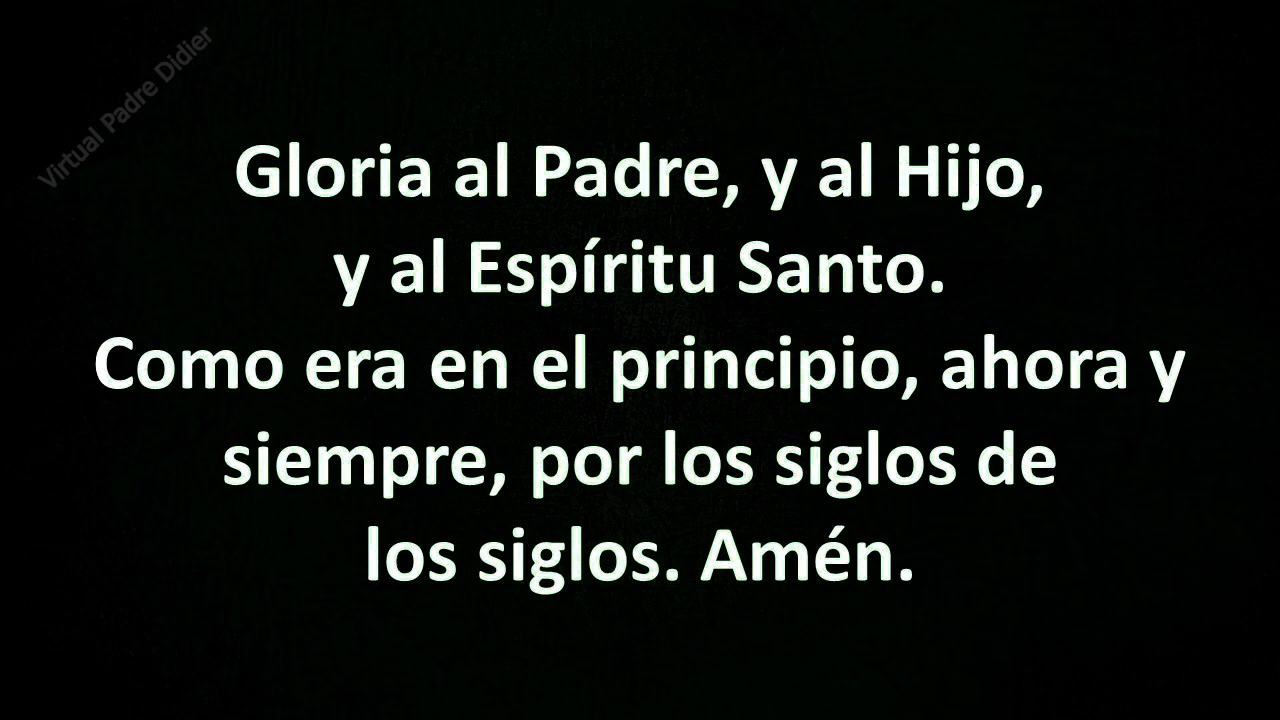 Virtual Padre Didier
Gloria al Padre, y al Hijo,
y al Espíritu Santo.
Como era en el principio, ahora y
siempre, por los siglos de
los siglos. Amén.